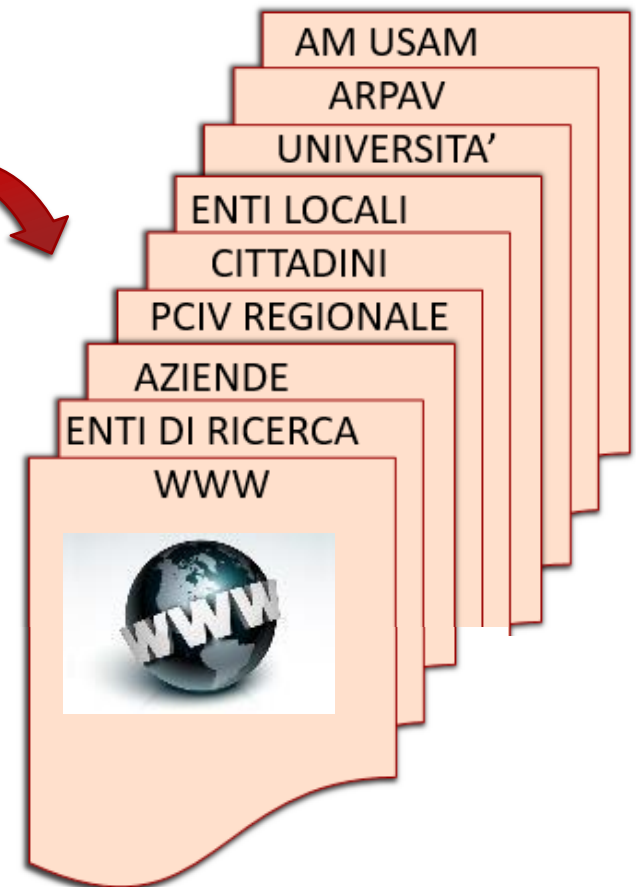 AM USAM
ARPAV
UNIVERSITA’
ENTI LOCALI
CITTADINI
PCIV REGIONALE
AZIENDE
ENTI DI RICERCA
WWW
WWW